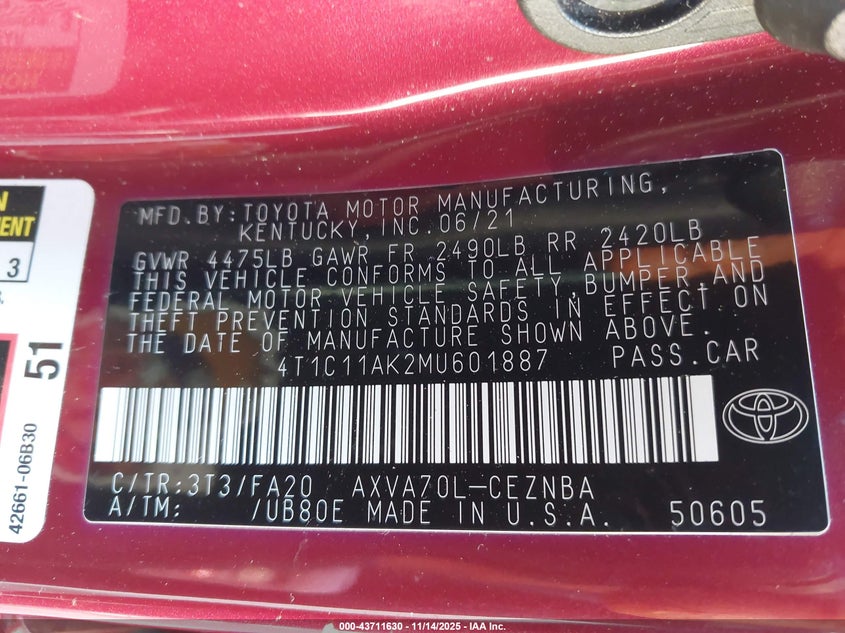 MFD. BY: TOYOTA MOTOR MANUFACTURING,
KENTUCKY, INC. 06/21
GVWR 4475LB GAWR FR 2490LB RR 2420LB
THIS VEHICLE CONFORMS TO ALL APPLICABLE
FEDERAL MOTOR VEHICLE SAFETY, BUMPER, AND
THEFT PREVENTION STANDARDS IN EFFECT ON
THE DATE OF MANUFACTURE SHOWN ABOVE.
4T1C11AK2MU601887 PASS.CAR
C/TR:3T3/FA20 AXVA70L-CEZNBA
A/TM: /UB80E MADE IN U.S.A. 50605
3
51
42661-06B30
000-43711630 - 11/14/2025 - IAA Inc.